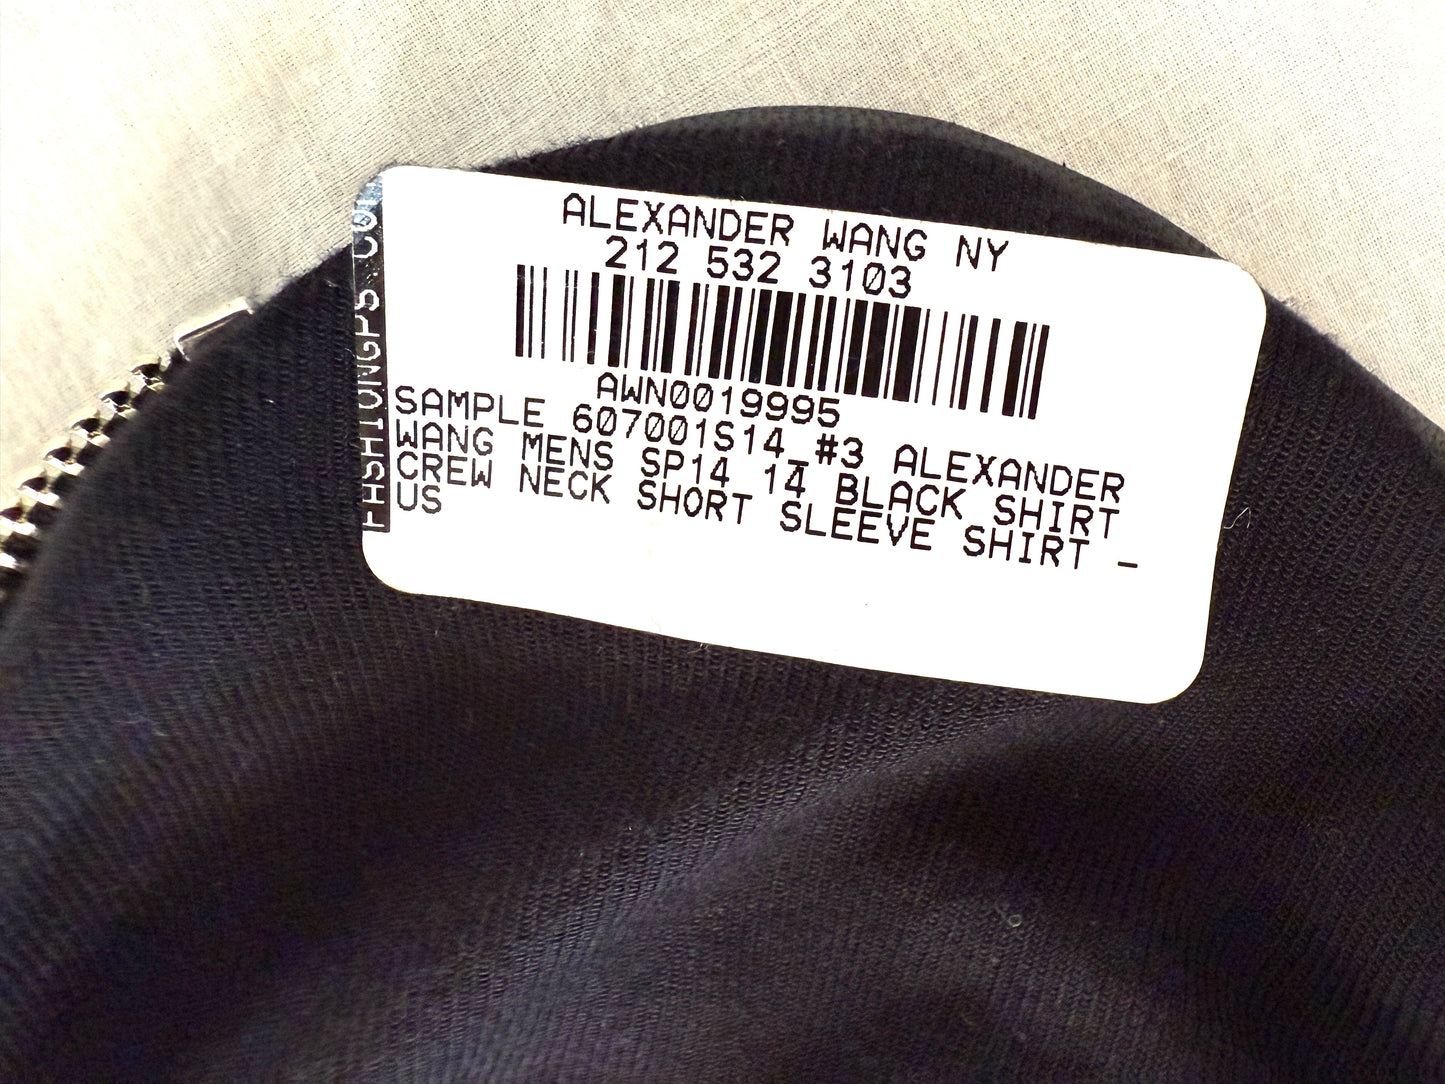 ALEXANDER WANG NY
212 532 3103
AWN0019995
SAMPLE 607001S14_#3 ALEXANDER
WANG MENS SP14 14 BLACK SHIRT
CREW NECK SHORT SLEEVE SHIRT _
US
FASHIONGPS.COM